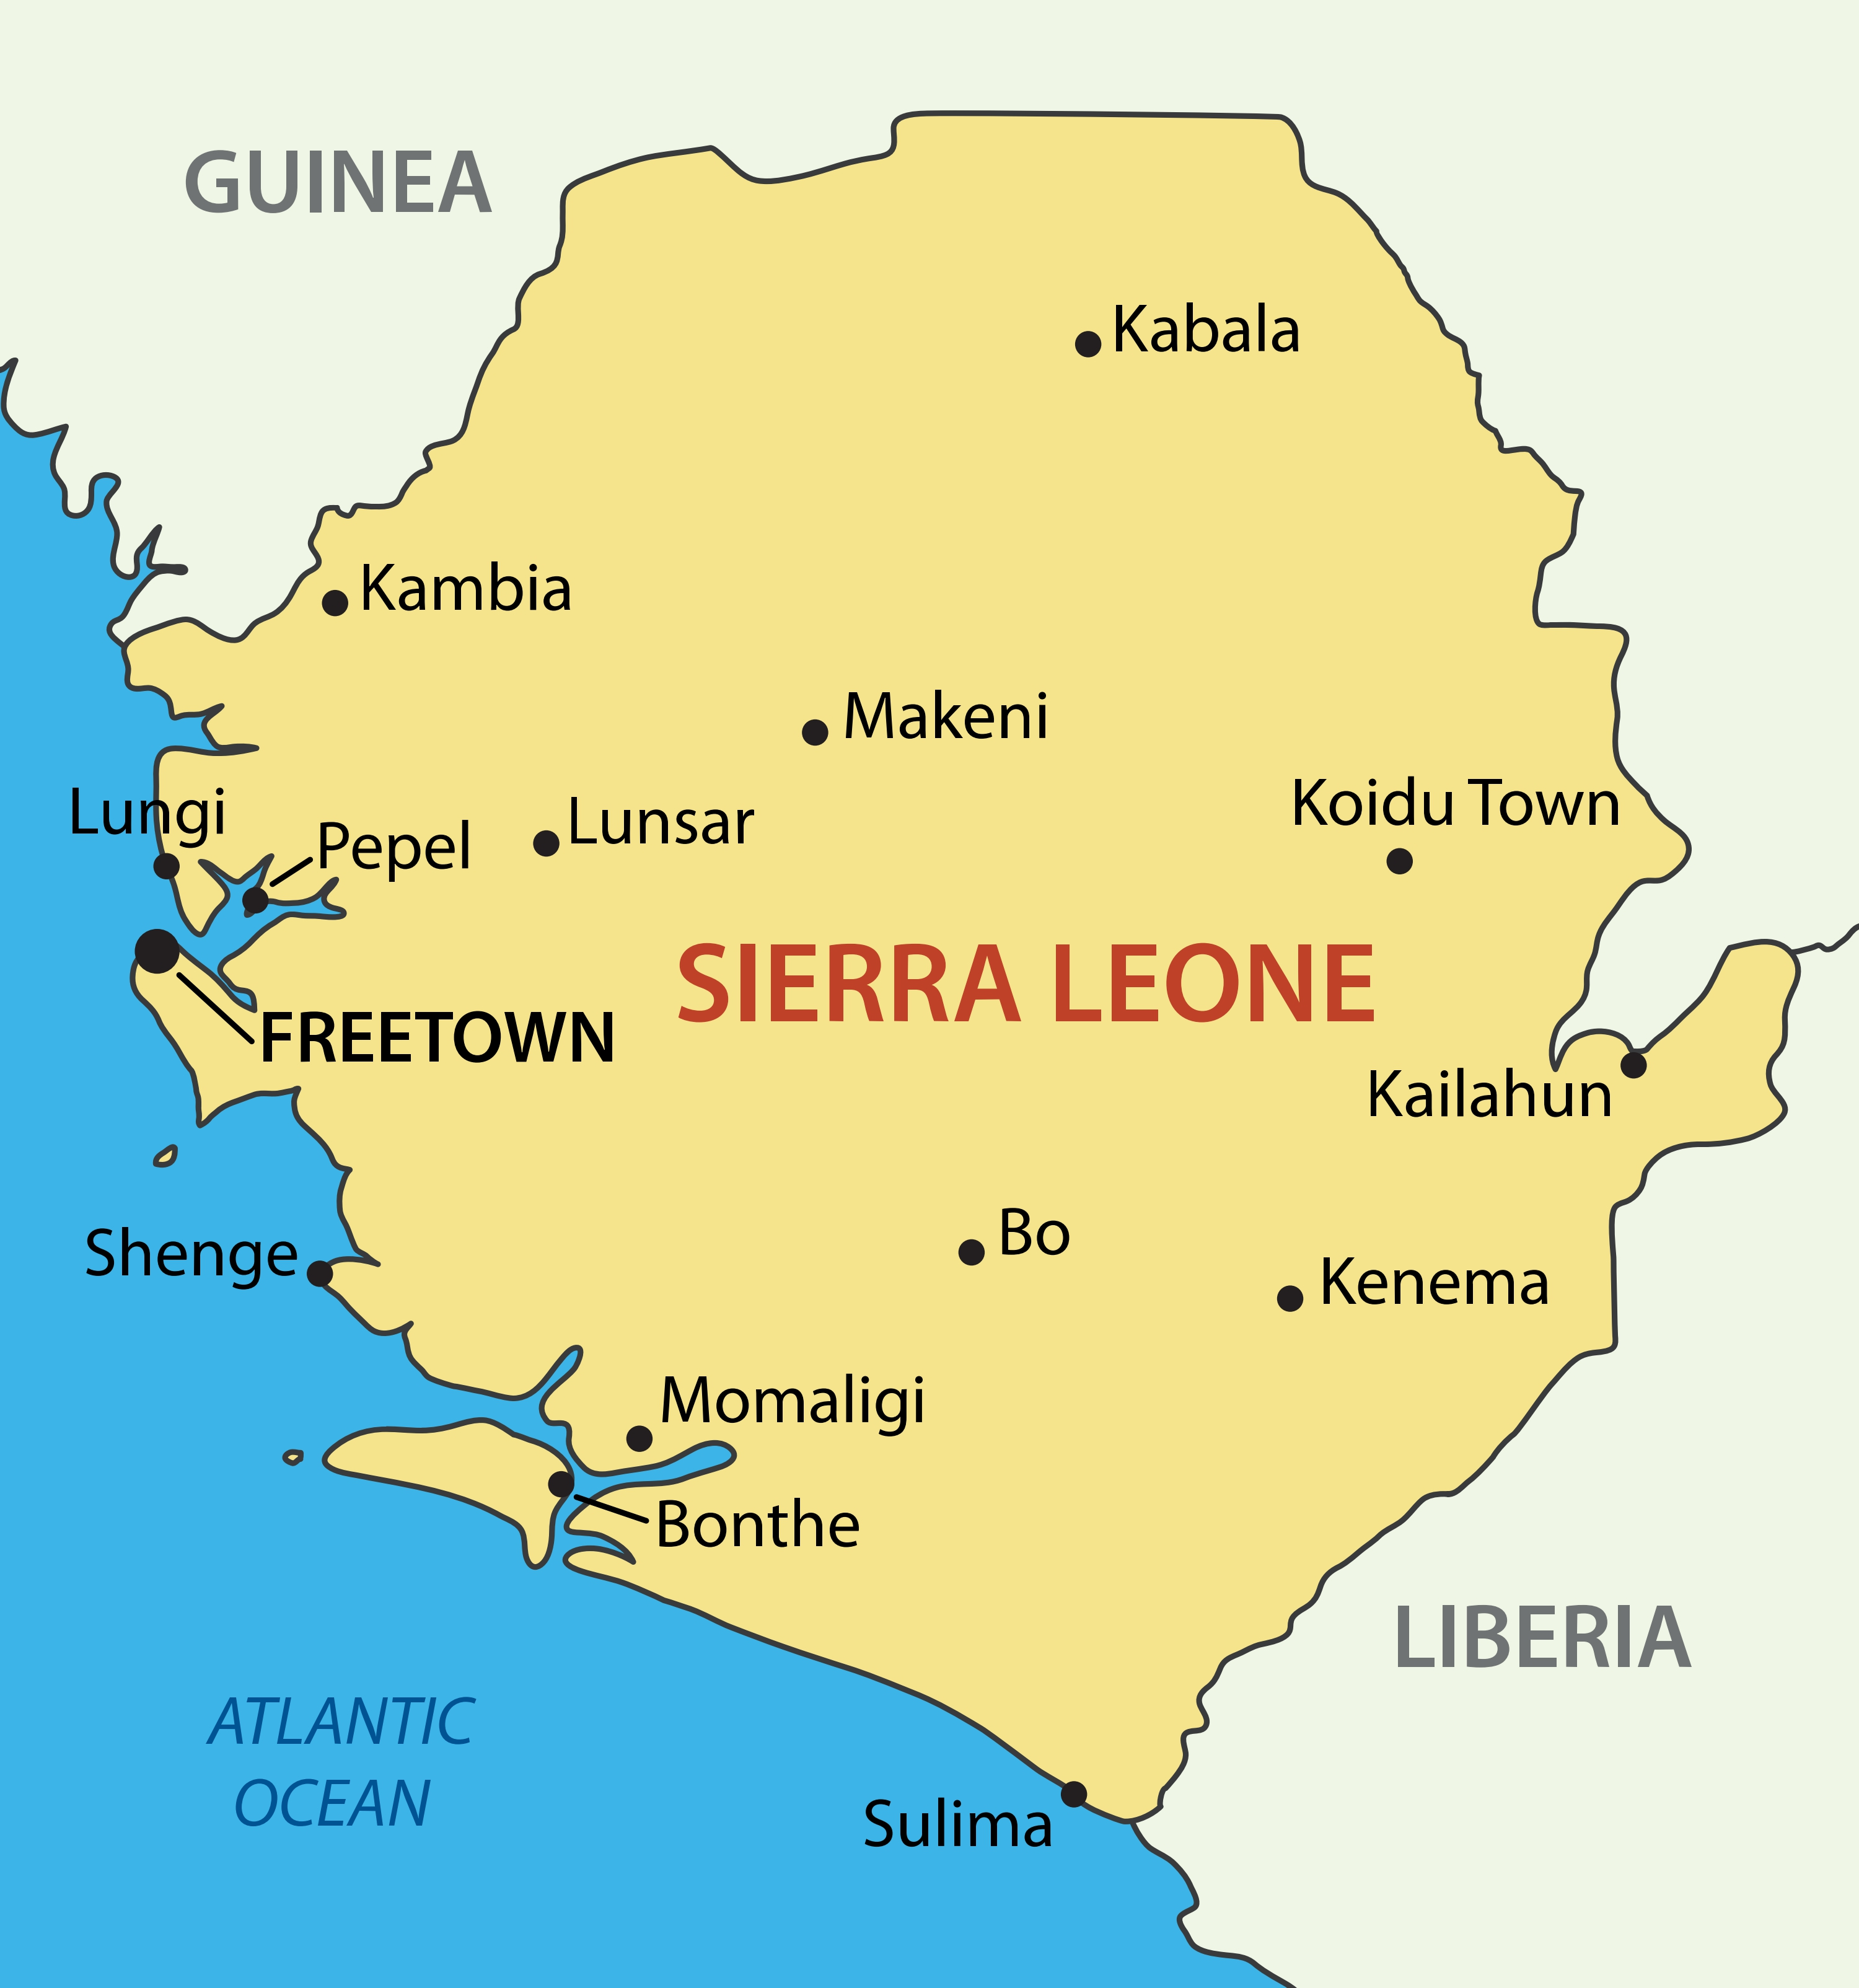 GUINEA
Kabala
Kambia
Makeni
Koidu Town
Lungi
Lunsar
Pepel
SIERRA LEONE
FREETOWN
Kailahun
Bo
Shenge
Kenema
Momaligi
Bonthe
LIBERIA
ATLANTIC
OCEAN
Sulima